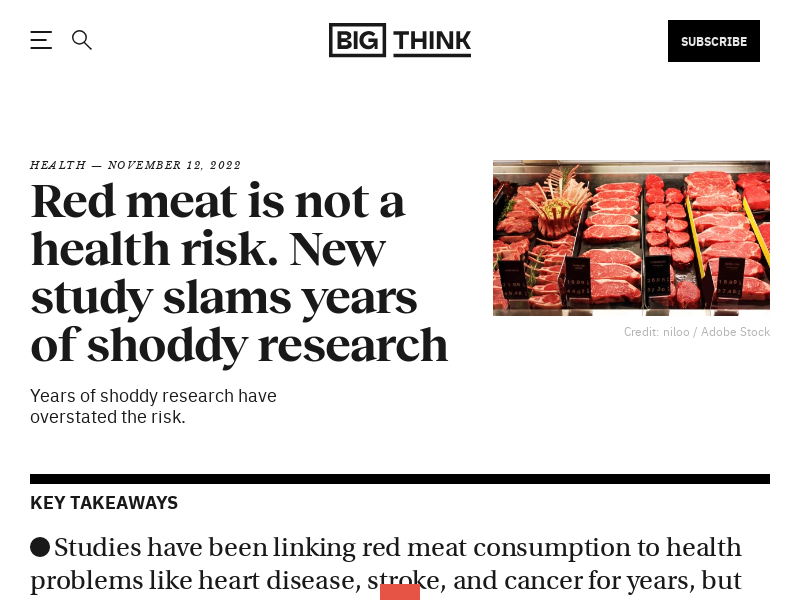 BIG THINK
SUBSCRIBE
HEALTH — NOVEMBER 12, 2022
Red meat is not a
health risk. New
study slams years
of shoddy research
Years of shoddy research have
overstated the risk.
Credit: niloo / Adobe Stock
KEY TAKEAWAYS
Studies have been linking red meat consumption to health
problems like heart disease, stroke, and cancer for years, but